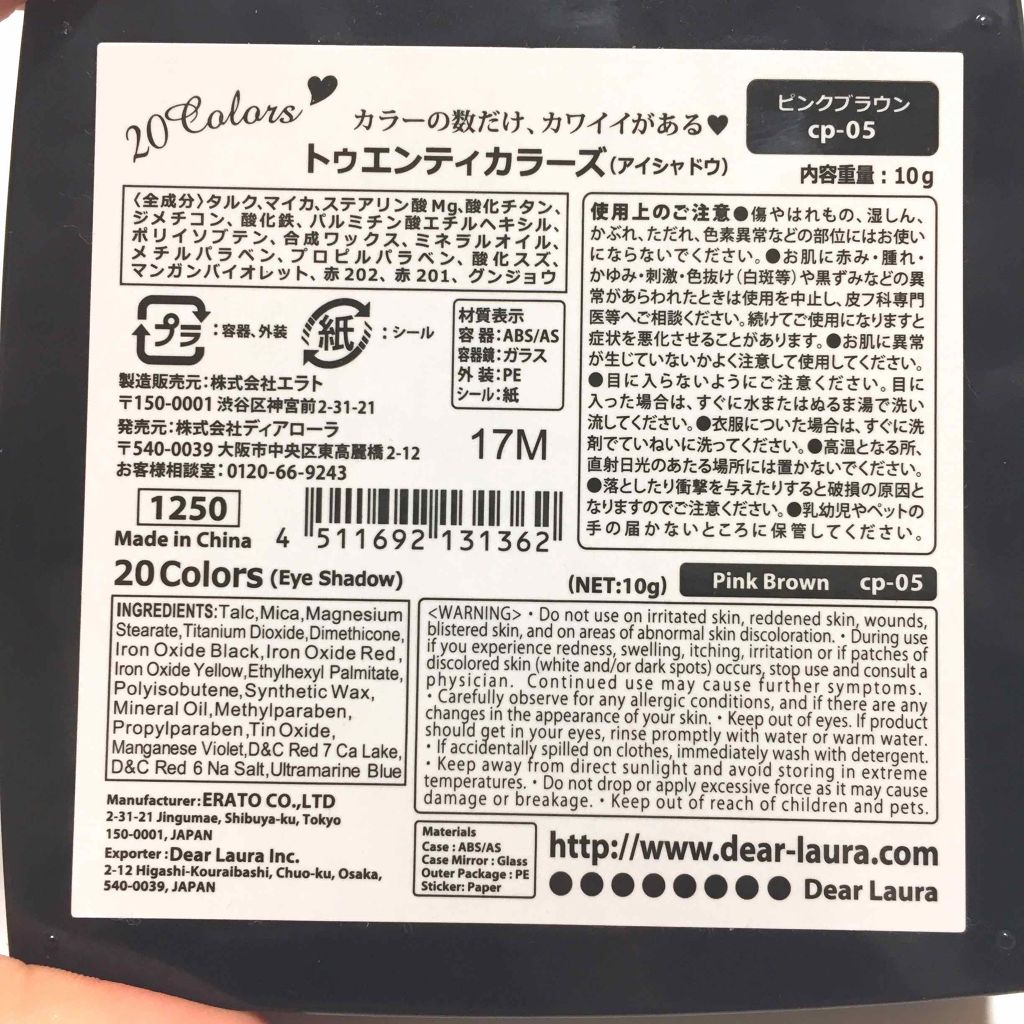 20 Colors♥
カラーの数だけ、カワイイがある♥
トゥエンティカラーズ(アイシャドウ)
ピンクブラウン
cp-05
内容重量：10g
〈全成分〉タルク、マイカ、ステアリン酸Mg、酸化チタン、
ジメチコン、酸化鉄、パルミチン酸エチルヘキシル、
ポリイソブテン、合成ワックス、ミネラルオイル、
メチルパラベン、プロピルパラベン、酸化スズ、
マンガンバイオレット、赤202、赤201、グンジョウ
プラ：容器、外装
紙：シール
材質表示
容 器：ABS/AS
容器鏡：ガラス
外 装：PE
シール：紙
製造販売元：株式会社エラト
〒150-0001 渋谷区神宮前2-31-21
発売元：株式会社ディアローラ
〒540-0039 大阪市中央区東高麗橋2-12
お客様相談室：0120-66-9243
17M
1250
Made in China
4 511692 131362
使用上のご注意●傷やはれもの、湿しん、
かぶれ、ただれ、色素異常などの部位にはお使い
にならないでください。●お肌に赤み・腫れ・
かゆみ・刺激・色抜け(白斑等)や黒ずみなどの異
常があらわれたときは使用を中止し、皮フ科専門
医等へご相談ください。続けてご使用になりますと
症状を悪化させることがあります。●お肌に異常
が生じていないかよく注意して使用してください。
●目に入らないようにご注意ください。目に
入った場合は、すぐに水またはぬるま湯で洗い
流してください。●衣服についた場合は、すぐに洗
剤でていねいに洗ってください。●高温となる所、
直射日光のあたる場所には置かないでください。
●落としたり衝撃を与えたりすると破損の原因と
なりますのでご注意ください。●乳幼児やペットの
手の届かないところに保管してください。
20 Colors (Eye Shadow)
(NET:10g)
Pink Brown cp-05
INGREDIENTS:Talc,Mica,Magnesium
Stearate,Titanium Dioxide,Dimethicone,
Iron Oxide Black,Iron Oxide Red,
Iron Oxide Yellow,Ethylhexyl Palmitate,
Polyisobutene,Synthetic Wax,
Mineral Oil,Methylparaben,
Propylparaben,Tin Oxide,
Manganese Violet,D&C Red 7 Ca Lake,
D&C Red 6 Na Salt,Ultramarine Blue
<WARNING> • Do not use on irritated skin, reddened skin, wounds,
blistered skin, and on areas of abnormal skin discoloration. • During use
if you experience redness, swelling, itching, irritation or if patches of
discolored skin (white and/or dark spots) occurs, stop use and consult a
physician. Continued use may cause further symptoms.
• Carefully observe for any allergic conditions, and if there are any
changes in the appearance of your skin. • Keep out of eyes. If product
should get in your eyes, rinse promptly with water or warm water.
• If accidentally spilled on clothes, immediately wash with detergent.
• Keep away from direct sunlight and avoid storing in extreme
temperatures. • Do not drop or apply excessive force as it may cause
damage or breakage. • Keep out of reach of children and pets.
Manufacturer:ERATO CO.,LTD
2-31-21 Jingumae, Shibuya-ku, Tokyo
150-0001, JAPAN
Exporter:Dear Laura Inc.
2-12 Higashi-Kouraibashi, Chuo-ku, Osaka,
540-0039, JAPAN
Materials
Case : ABS/AS
Case Mirror : Glass
Outer Package : PE
Sticker: Paper
http://www.dear-laura.com
●●●●●●●● Dear Laura